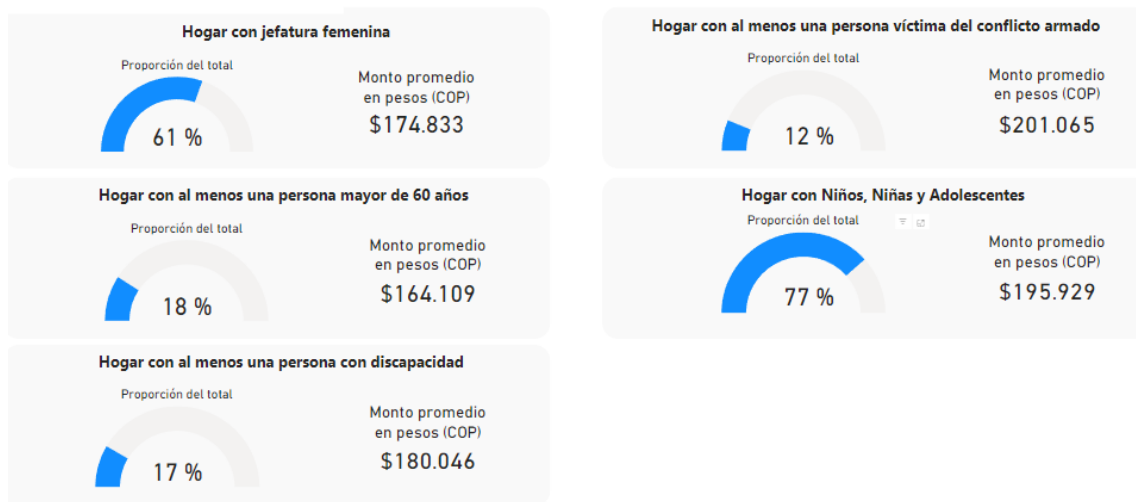 Hogar con jefatura femenina
Proporción del total
61 %
Monto promedio
en pesos (COP)
$174.833
Hogar con al menos una persona víctima del conflicto armado
Proporción del total
12 %
Monto promedio
en pesos (COP)
$201.065
Hogar con al menos una persona mayor de 60 años
Proporción del total
18 %
Monto promedio
en pesos (COP)
$164.109
Hogar con Niños, Niñas y Adolescentes
Proporción del total
77 %
Monto promedio
en pesos (COP)
$195.929
Hogar con al menos una persona con discapacidad
Proporción del total
17 %
Monto promedio
en pesos (COP)
$180.046